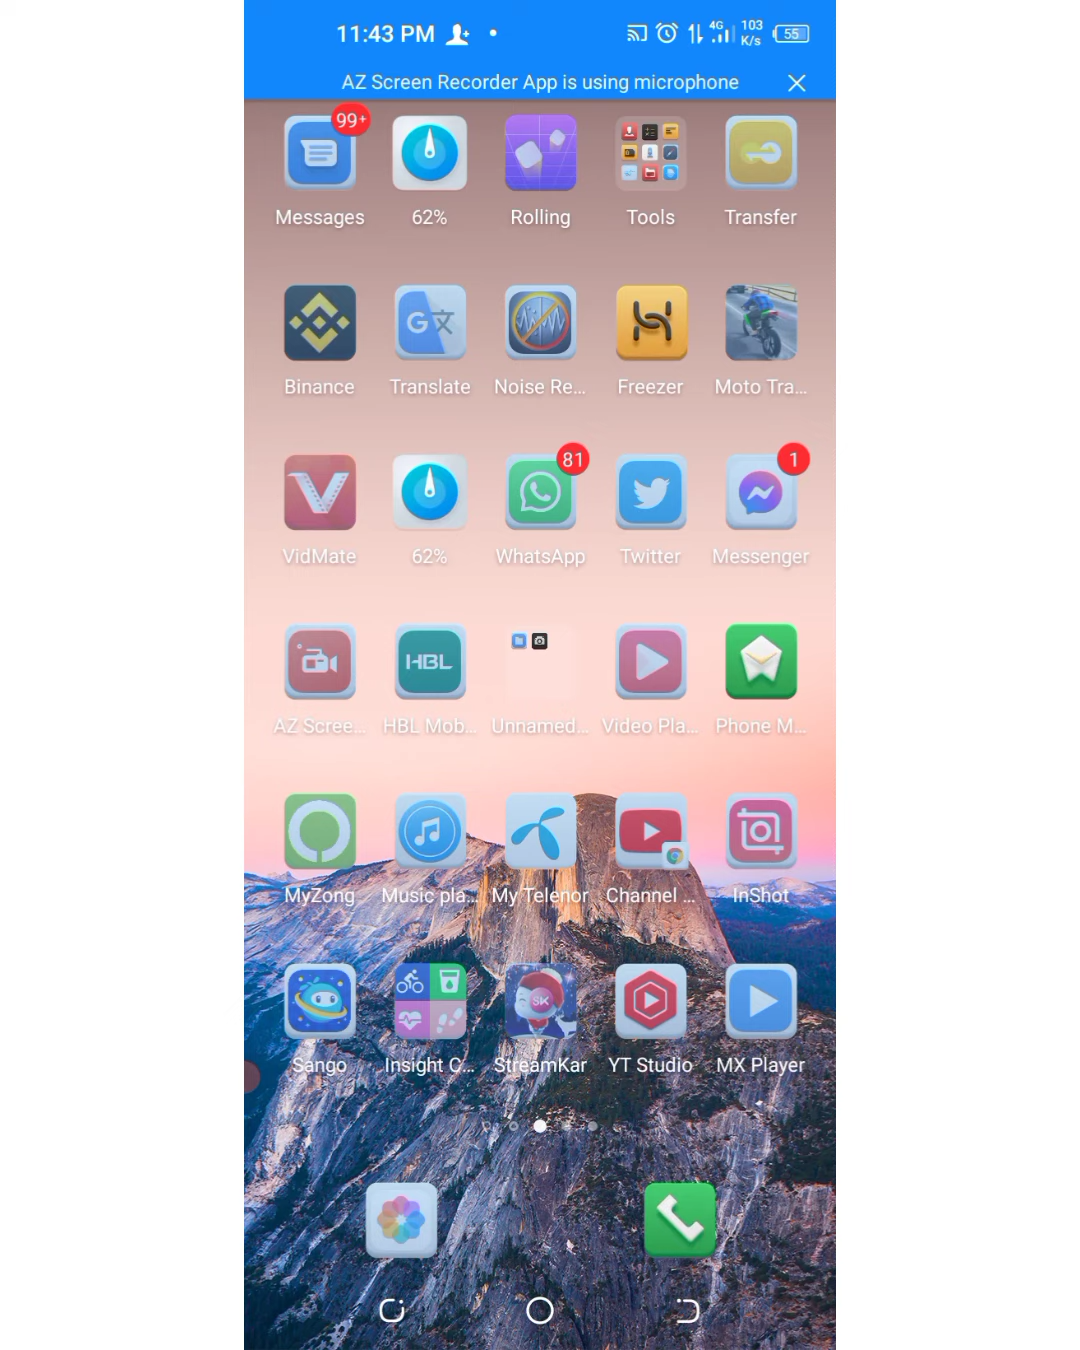 11:43 PM
4G 103 K/s 55
AZ Screen Recorder App is using microphone
99+
Messages 62% Rolling Tools Transfer
G文
Binance Translate Noise Re... Freezer Moto Tra...
81 1
VidMate 62% WhatsApp Twitter Messenger
HBL
AZ Scree... HBL Mob... Unnamed... Video Pla... Phone M...
MyZong Music pla... My Telenor Channel ... InShot
SK
Sango Insight C... StreamKar YT Studio MX Player